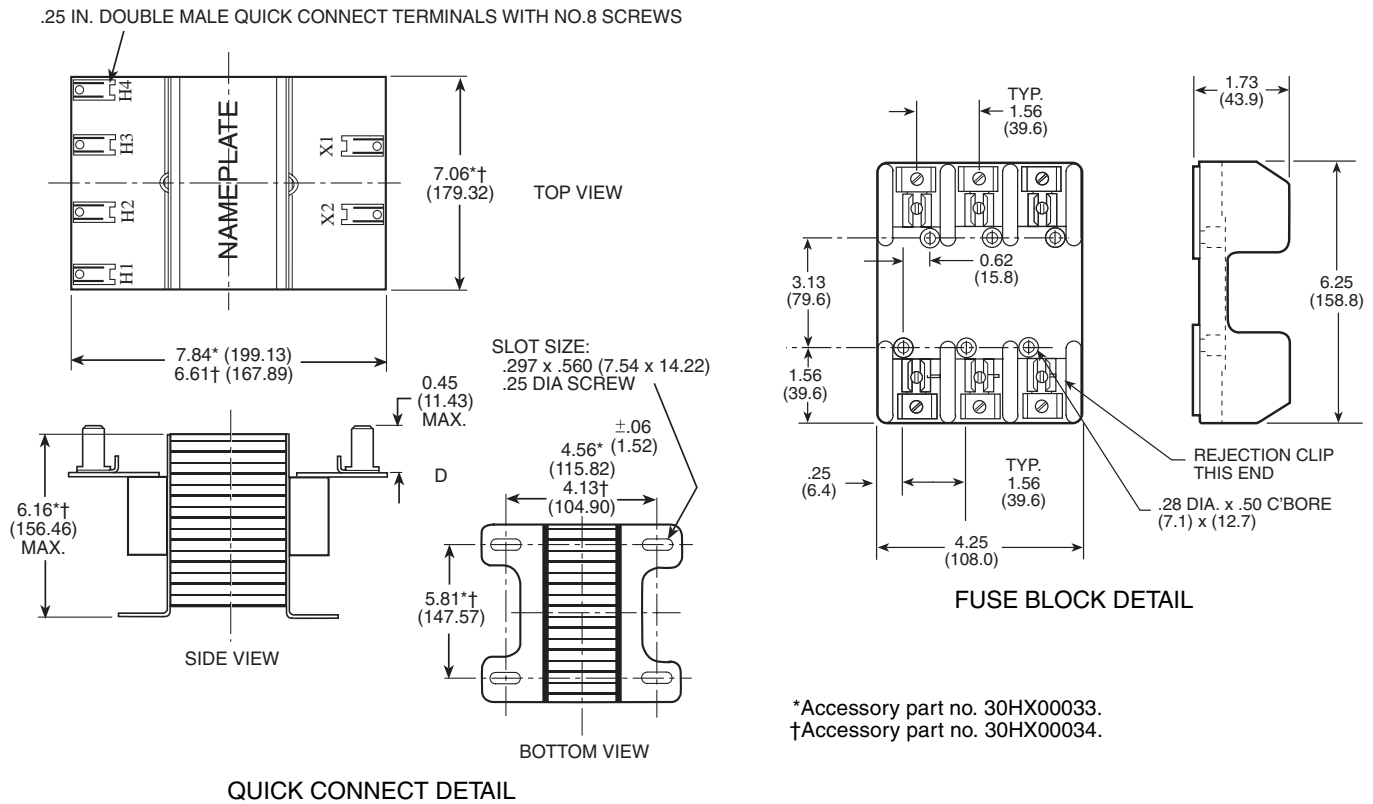 .25 IN. DOUBLE MALE QUICK CONNECT TERMINALS WITH NO.8 SCREWS
H4
H3
H2
H1
NAMEPLATE
X1
X2
7.06*†
(179.32)
TOP VIEW
7.84* (199.13)
6.61† (167.89)
0.45
(11.43)
MAX.
D
6.16*†
(156.46)
MAX.
SIDE VIEW
SLOT SIZE:
.297 x .560 (7.54 x 14.22)
.25 DIA SCREW
±.06
(1.52)
4.56*
(115.82)
4.13†
(104.90)
5.81*†
(147.57)
BOTTOM VIEW
QUICK CONNECT DETAIL
TYP.
1.56
(39.6)
1.73
(43.9)
0.62
(15.8)
3.13
(79.6)
6.25
(158.8)
1.56
(39.6)
.25
(6.4)
TYP.
1.56
(39.6)
REJECTION CLIP
THIS END
.28 DIA. x .50 C'BORE
(7.1) x (12.7)
4.25
(108.0)
FUSE BLOCK DETAIL
*Accessory part no. 30HX00033.
†Accessory part no. 30HX00034.